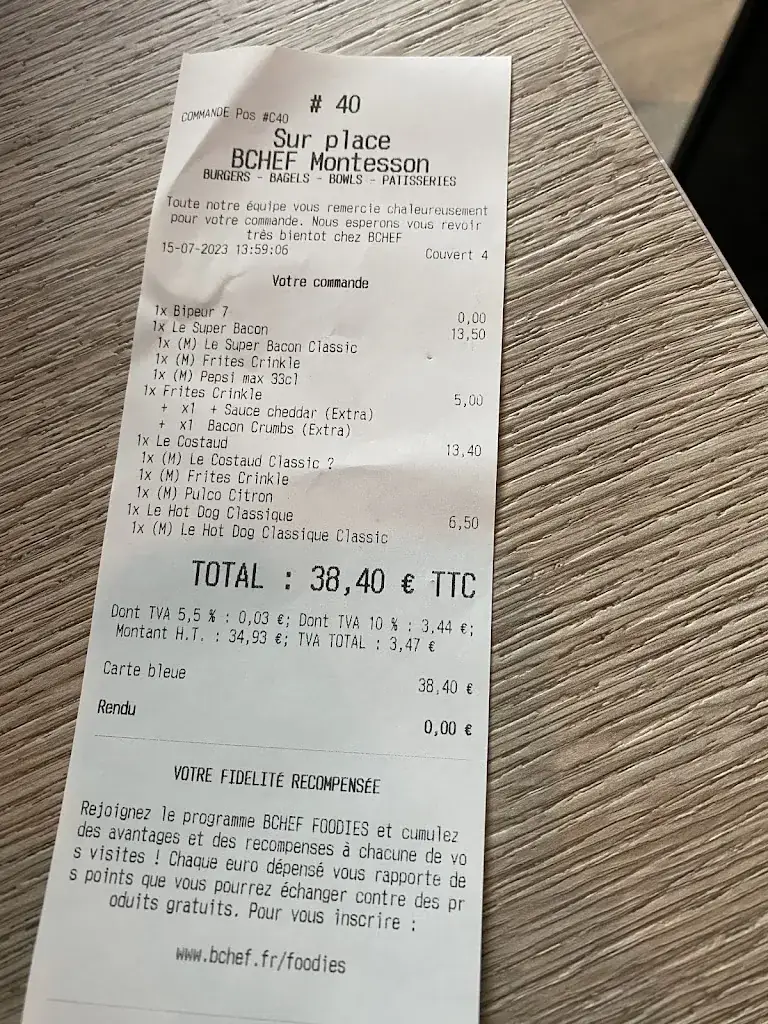 # 40
COMMANDE Pos #C40
Sur place
BCHEF Montesson
BURGERS - BAGELS - BOWLS - PATISSERIES
Toute notre équipe vous remercie chaleureusement
pour votre commande. Nous esperons vous revoir
très bientot chez BCHEF
15-07-2023 13:59:06 Couvert 4
Votre commande
1x Bipeur 7 0,00
1x Le Super Bacon 13,50
1x (M) Le Super Bacon Classic
1x (M) Frites Crinkle
1x (M) Pepsi max 33cl
1x Frites Crinkle 5,00
+ x1 + Sauce cheddar (Extra)
+ x1 Bacon Crumbs (Extra)
1x Le Costaud 13,40
1x (M) Le Costaud Classic ?
1x (M) Frites Crinkle
1x (M) Pulco Citron
1x Le Hot Dog Classique 6,50
1x (M) Le Hot Dog Classique Classic
TOTAL : 38,40 € TTC
Dont TVA 5,5 % : 0,03 €; Dont TVA 10 % : 3,44 €;
Montant H.T. : 34,93 €; TVA TOTAL : 3,47 €
Carte bleue 38,40 €
Rendu 0,00 €
VOTRE FIDELITÉ RECOMPENSÉE
Rejoignez le programme BCHEF FOODIES et cumulez
des avantages et des recompenses à chacune de vo
s visites ! Chaque euro dépensé vous rapporte de
s points que vous pourrez échanger contre des pr
oduits gratuits. Pour vous inscrire :
www.bchef.fr/foodies